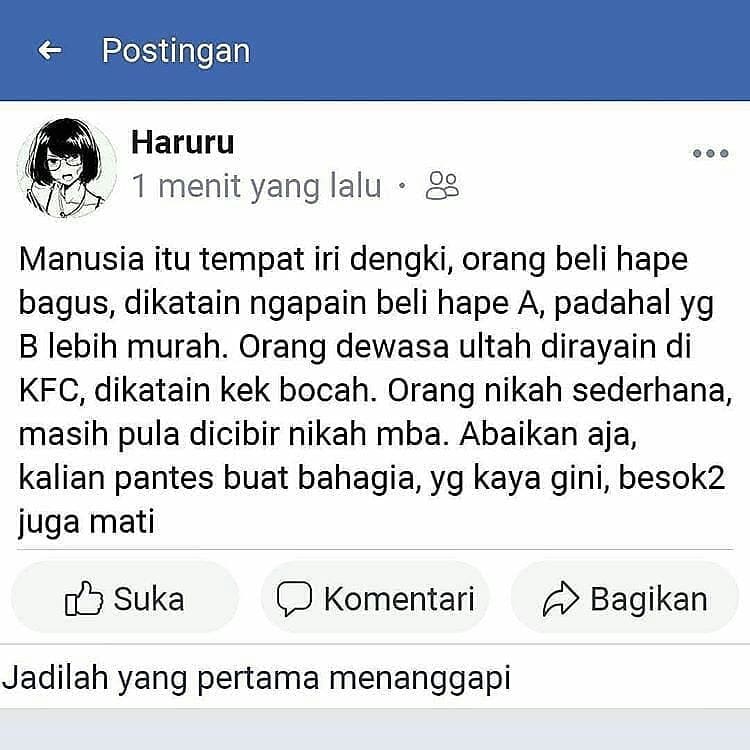 Postingan
Haruru
1 menit yang lalu ·
Manusia itu tempat iri dengki, orang beli hape
bagus, dikatain ngapain beli hape A, padahal yg
B lebih murah. Orang dewasa ultah dirayain di
KFC, dikatain kek bocah. Orang nikah sederhana,
masih pula dicibir nikah mba. Abaikan aja,
kalian pantes buat bahagia, yg kaya gini, besok2
juga mati
Suka Komentari Bagikan
Jadilah yang pertama menanggapi